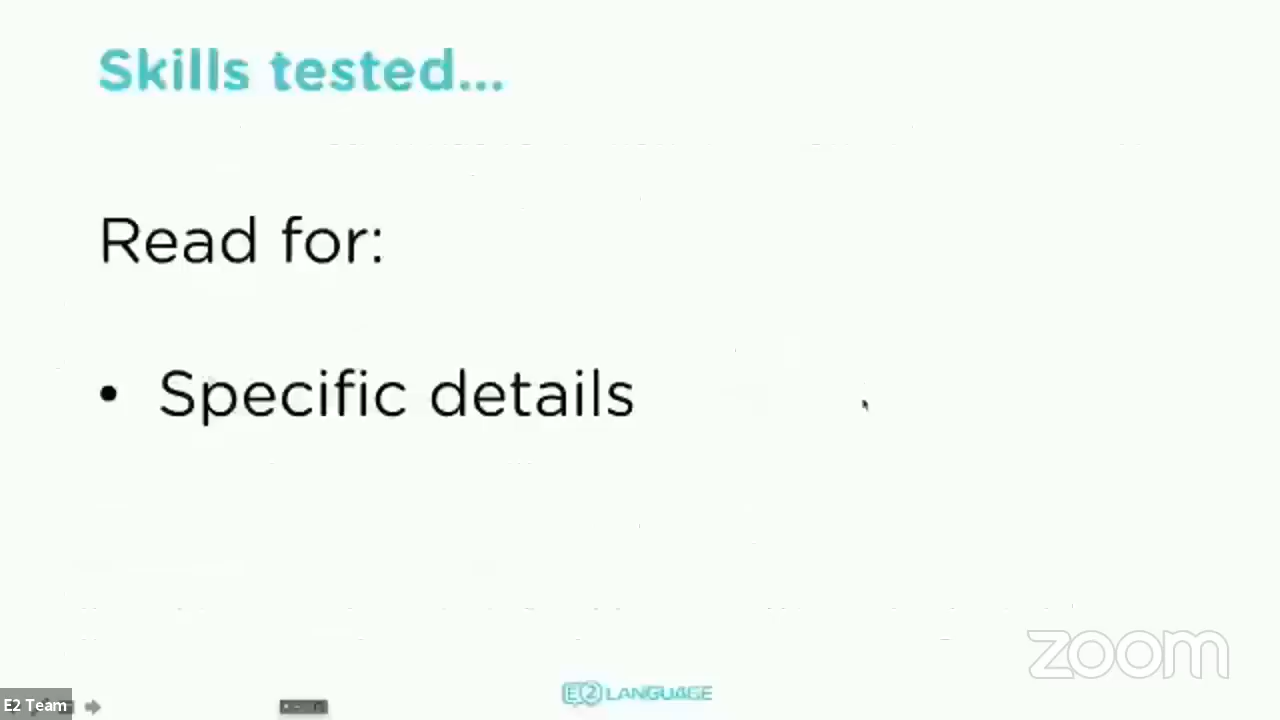 Skills tested...
Read for:
• Specific details
zoom
E2 LANGUAGE
E2 Team